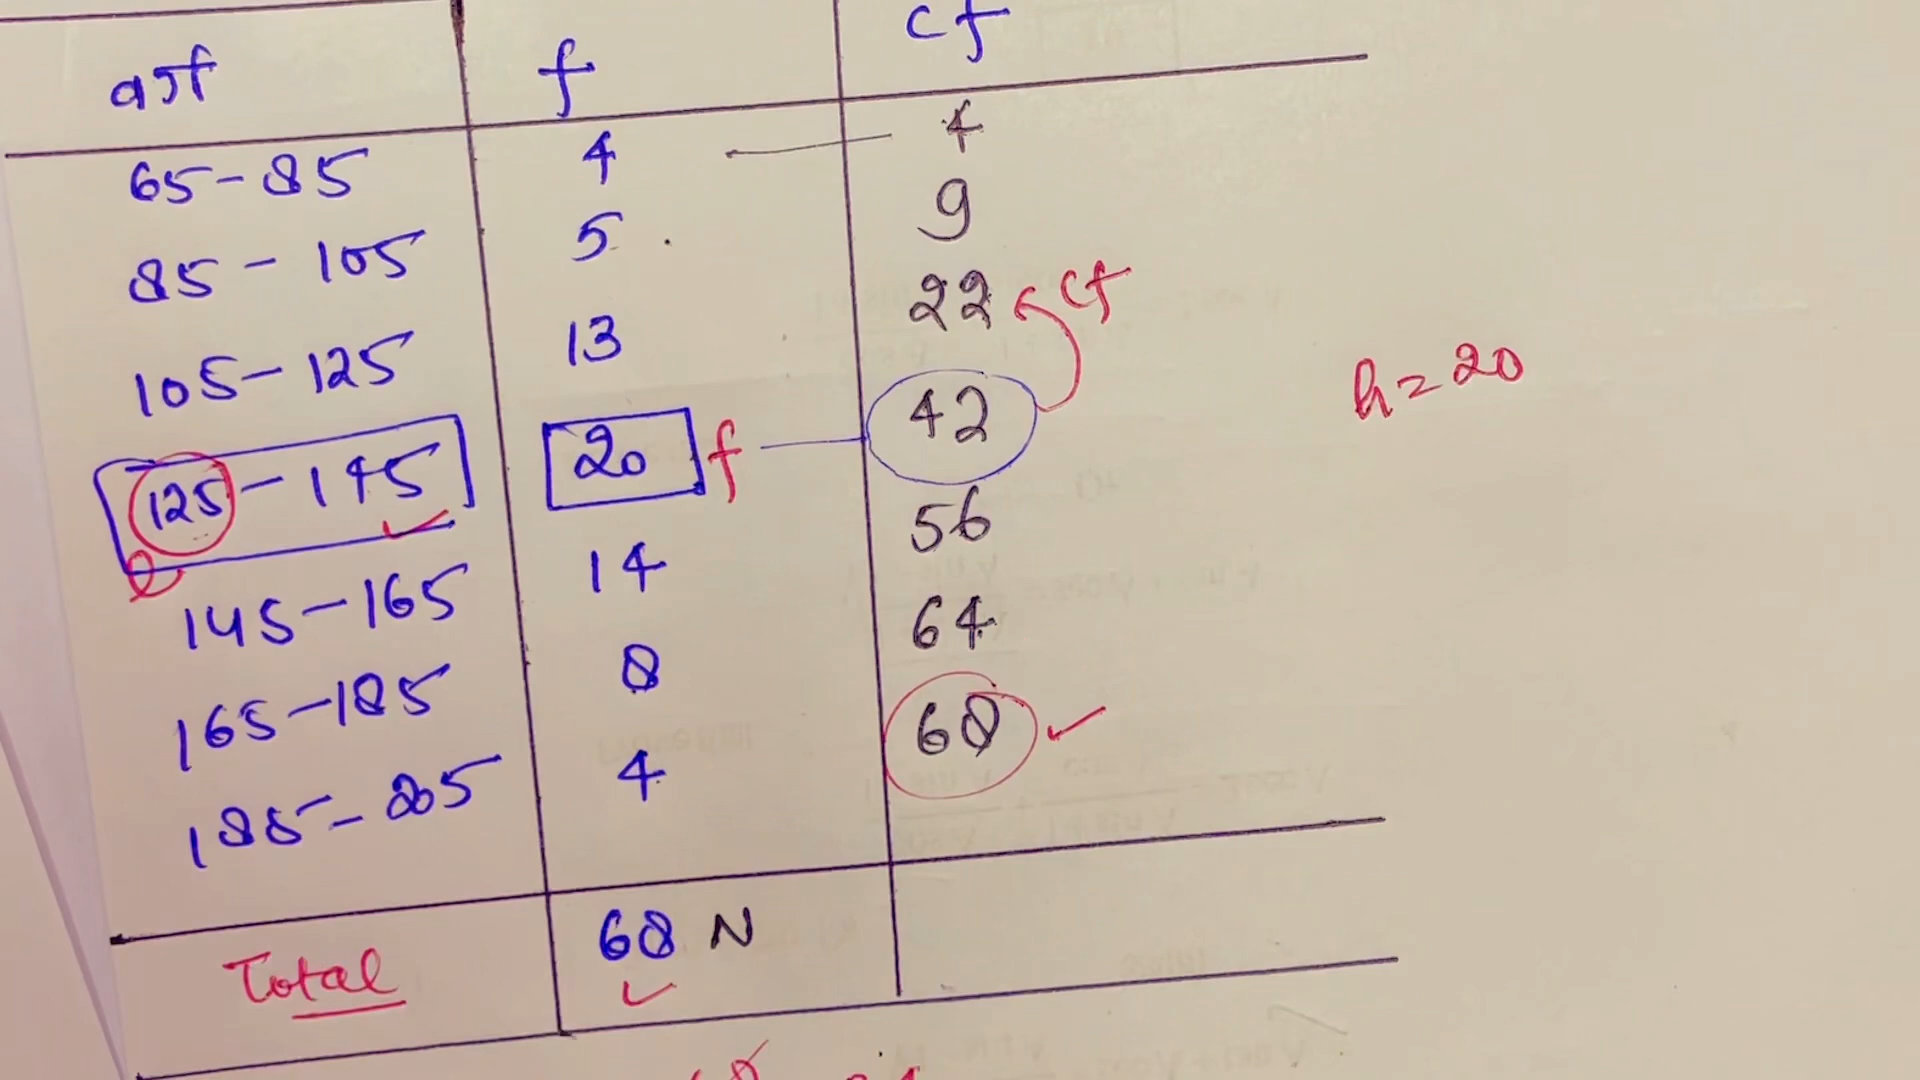 वर्ग f cf
65-85 4 4
85-105 5 9
105-125 13 22 cf
125-145 20 f 42
h=20
l
145-165 14 56
165-185 8 64
185-205 4 68
Total 68 N